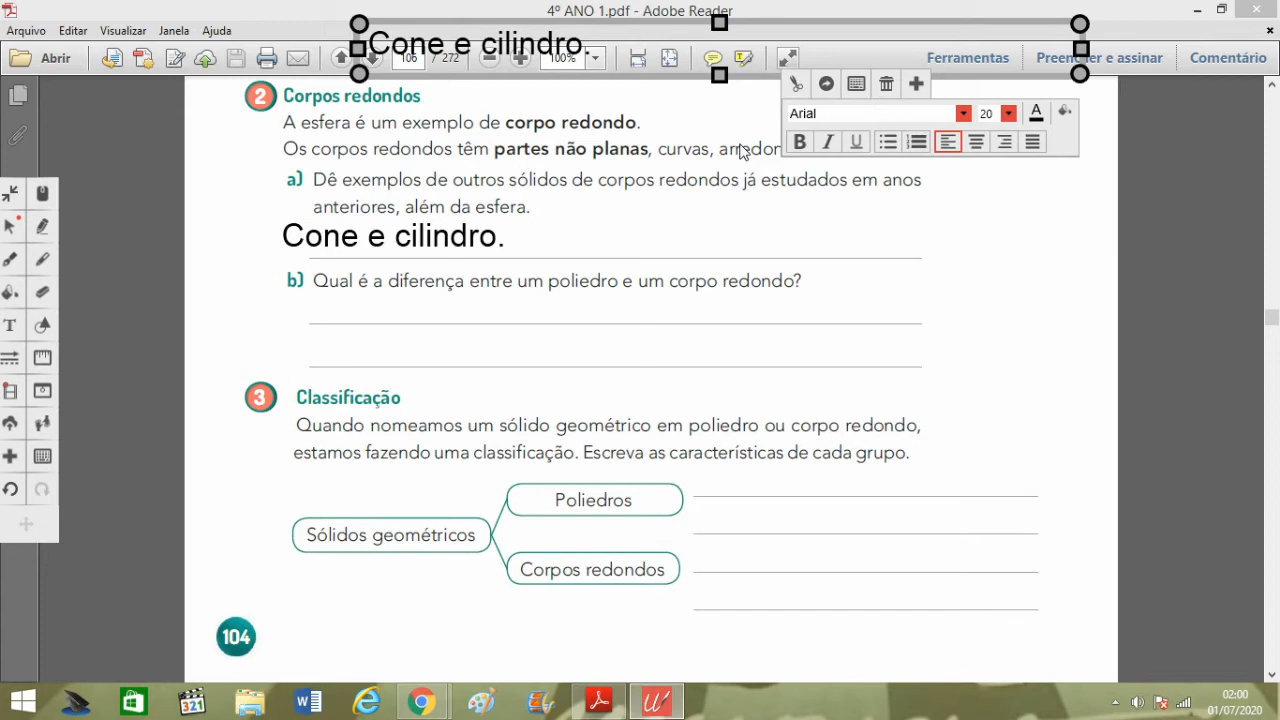 4º ANO 1.pdf - Adobe Reader
Arquivo Editar Visualizar Janela Ajuda
Cone e cilindro.
Abrir
106 / 272
100%
Ferramentas
Preencher e assinar
Comentário
Arial
20
A
B I U
2 Corpos redondos
A esfera é um exemplo de corpo redondo.
Os corpos redondos têm partes não planas, curvas,
a) Dê exemplos de outros sólidos de corpos redondos já estudados em anos
anteriores, além da esfera.
Cone e cilindro.
b) Qual é a diferença entre um poliedro e um corpo redondo?
3 Classificação
Quando nomeamos um sólido geométrico em poliedro ou corpo redondo,
estamos fazendo uma classificação. Escreva as características de cada grupo.
Poliedros
Sólidos geométricos
Corpos redondos
104
T
321
02:00
01/07/2020